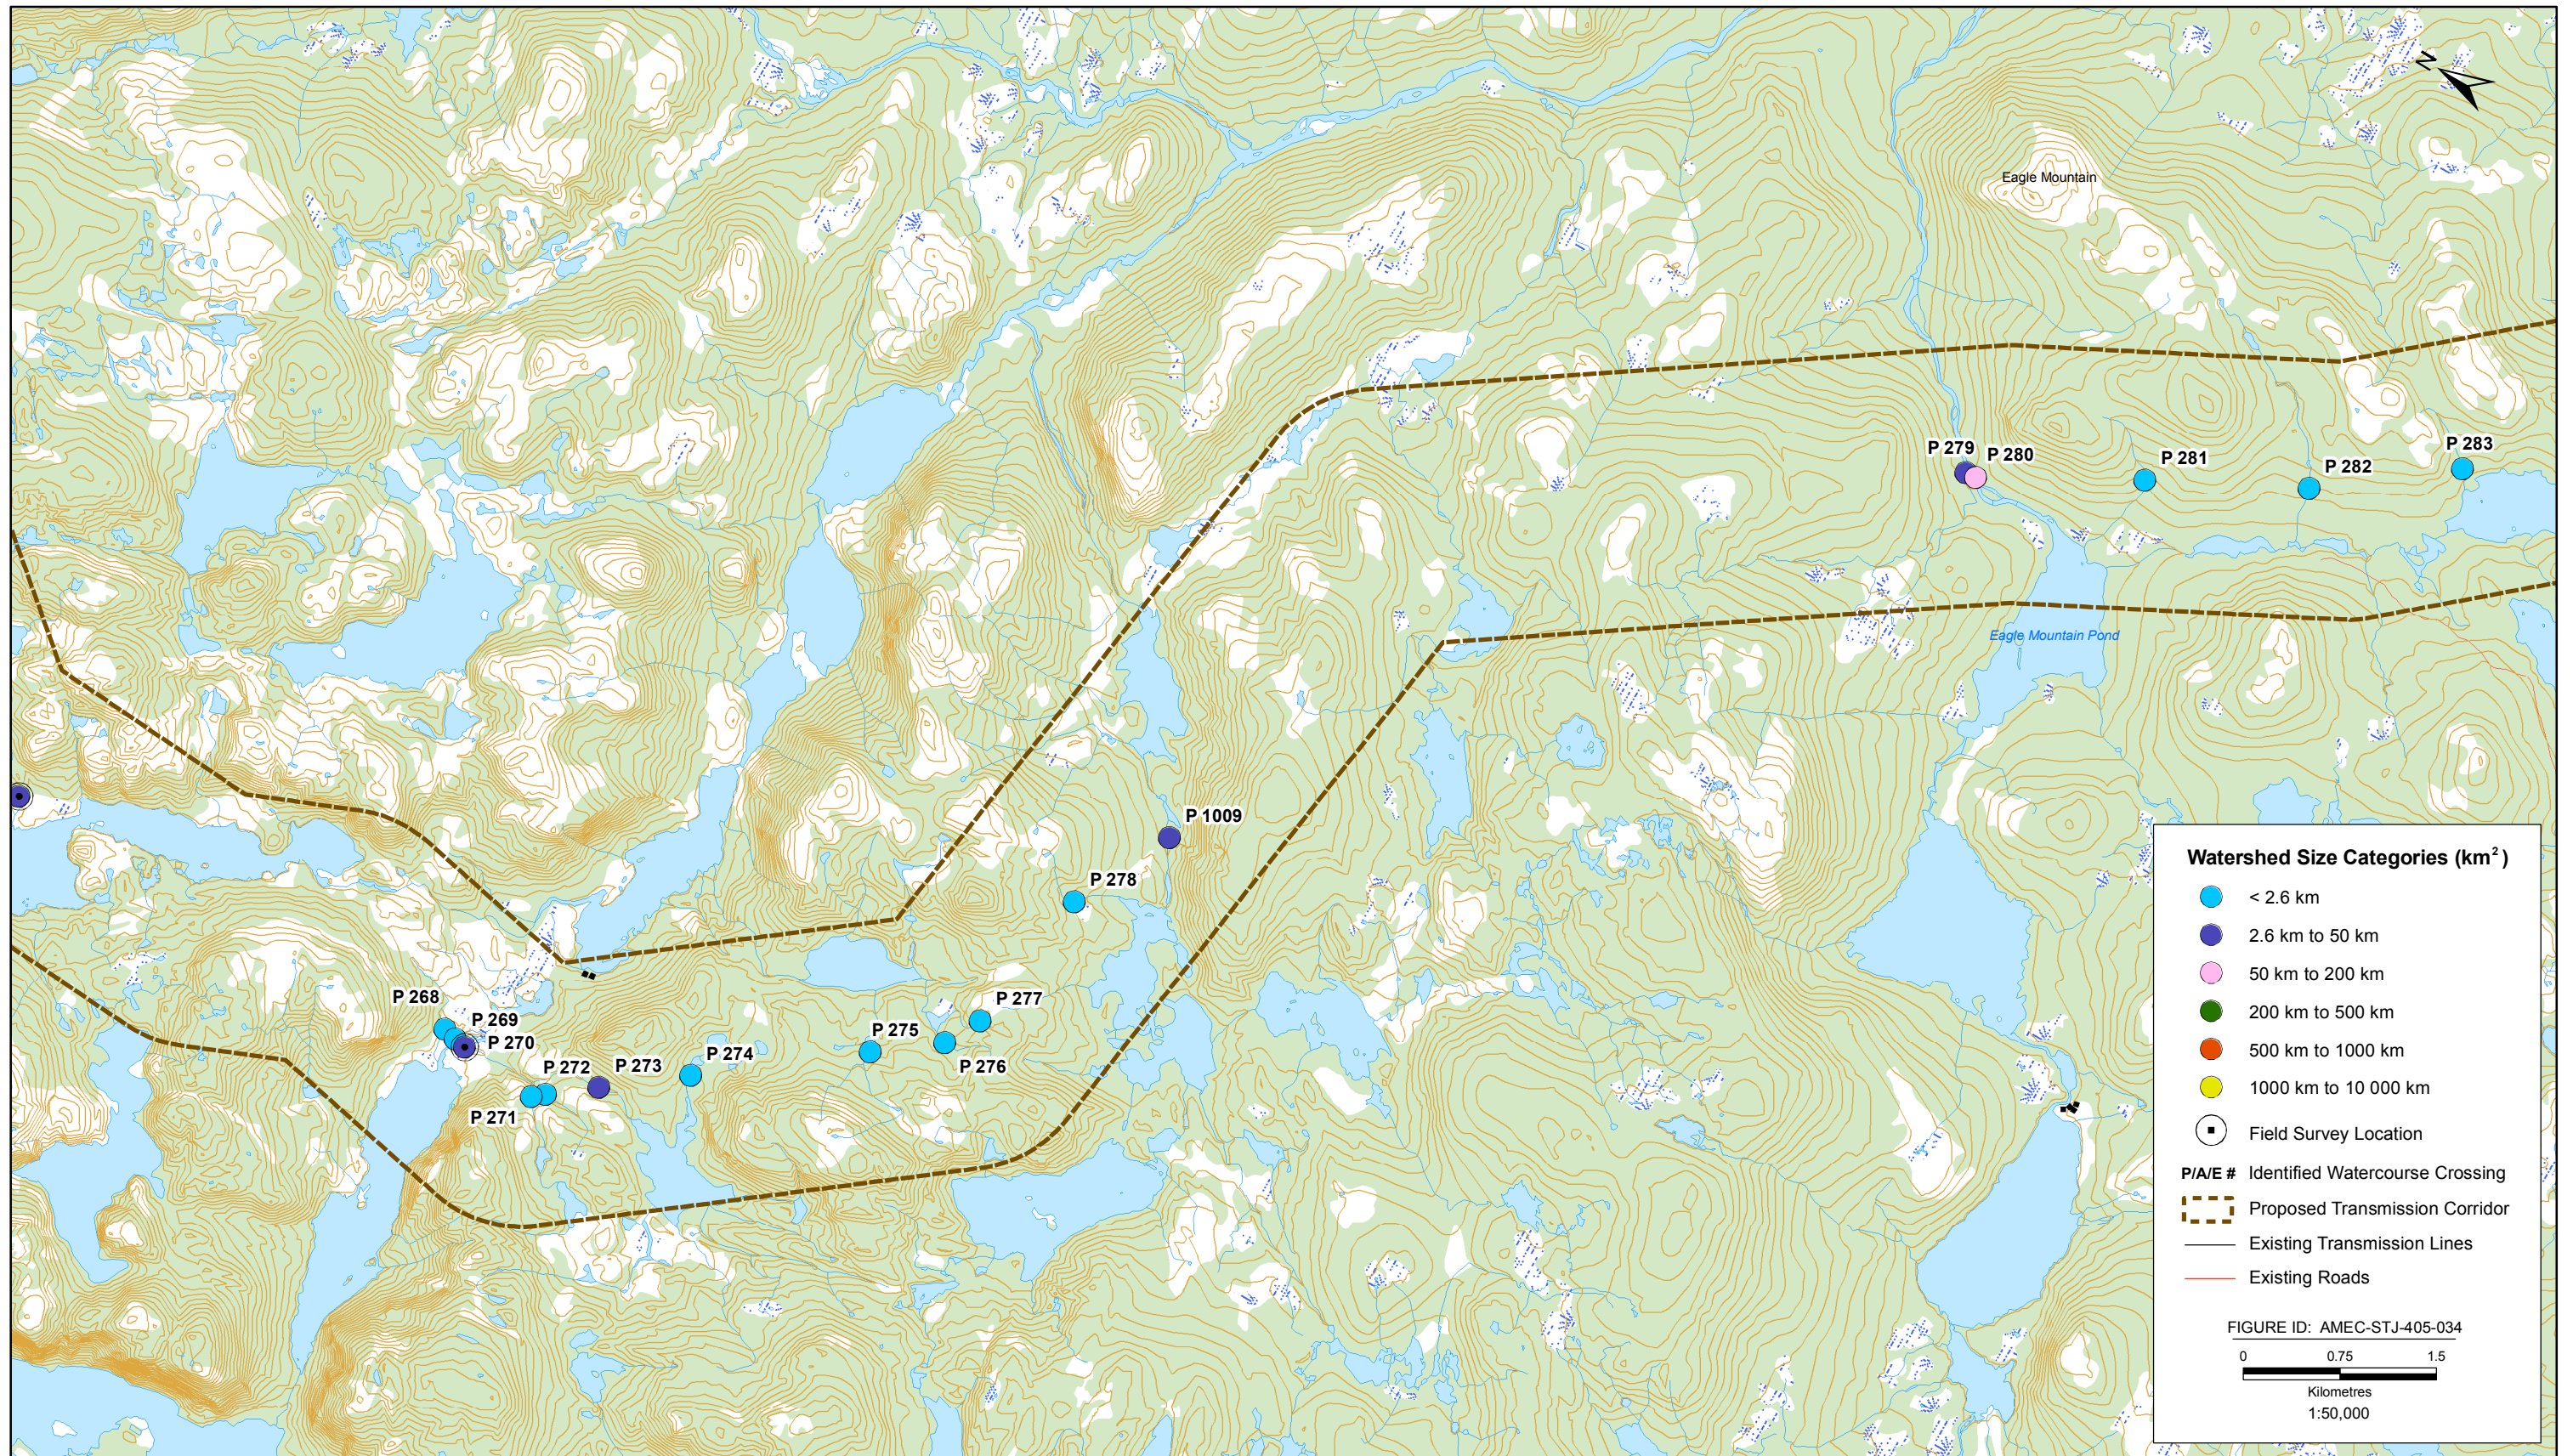 N
Eagle Mountain
P 279
P 280
P 281
P 282
P 283
Eagle Mountain Pond
P 1009
P 278
P 268
P 269
P 270
P 277
P 275
P 276
P 274
P 273
P 272
P 271
Watershed Size Categories (km²)
< 2.6 km
2.6 km to 50 km
50 km to 200 km
200 km to 500 km
500 km to 1000 km
1000 km to 10 000 km
Field Survey Location
P/A/E # Identified Watercourse Crossing
Proposed Transmission Corridor
Existing Transmission Lines
Existing Roads
FIGURE ID: AMEC-STJ-405-034
0 0.75 1.5
Kilometres
1:50,000